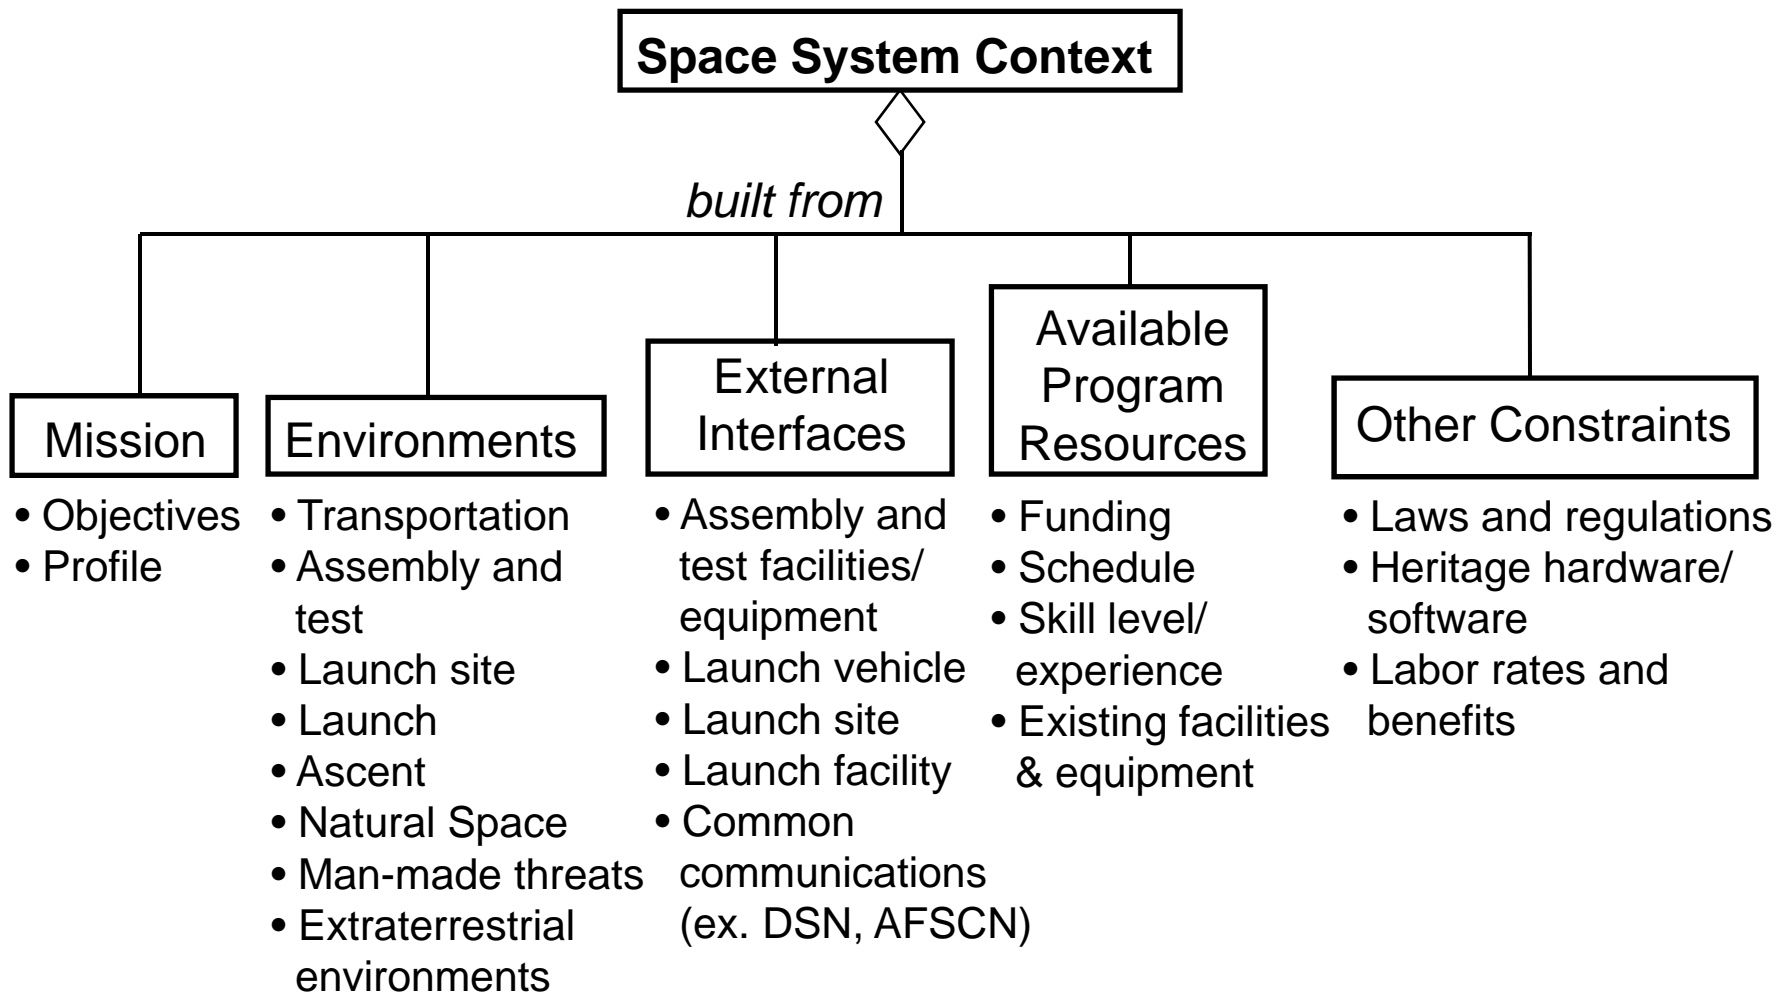 Space System Context
built from
Mission
• Objectives
• Profile
Environments
• Transportation
• Assembly and
test
• Launch site
• Launch
• Ascent
• Natural Space
• Man-made threats
• Extraterrestrial
environments
External
Interfaces
• Assembly and
test facilities/
equipment
• Launch vehicle
• Launch site
• Launch facility
• Common
communications
(ex. DSN, AFSCN)
Available
Program
Resources
• Funding
• Schedule
• Skill level/
experience
• Existing facilities
& equipment
Other Constraints
• Laws and regulations
• Heritage hardware/
software
• Labor rates and
benefits